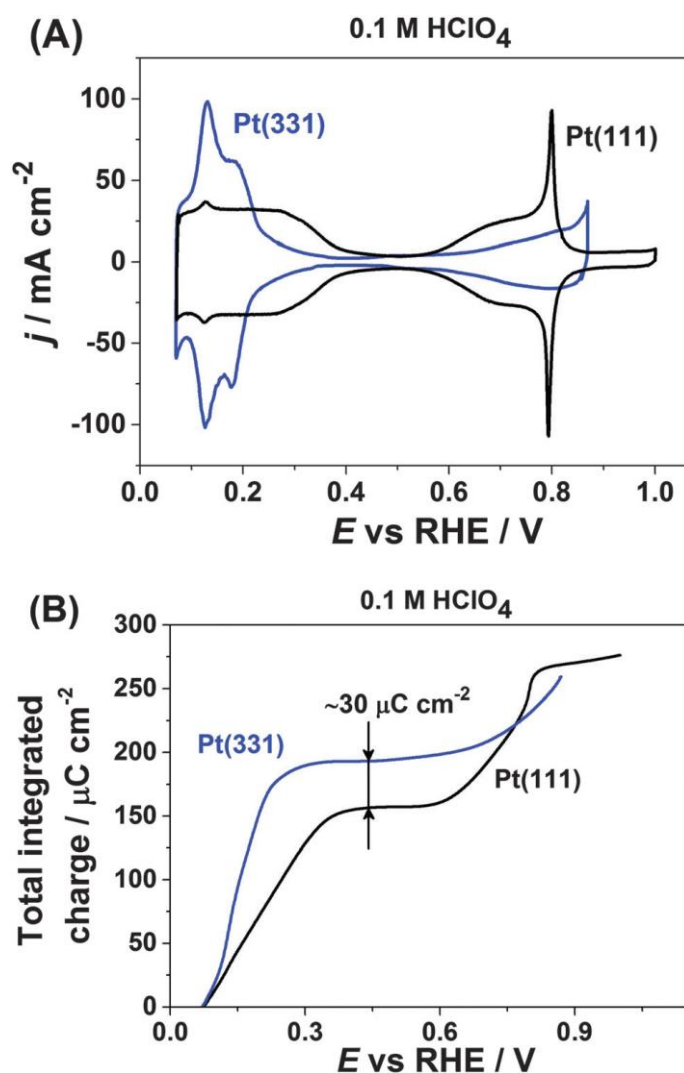 (A)
0.1 M HClO4
100
50
0
-50
-100
j / mA cm-2
Pt(331)
Pt(111)
0.0 0.2 0.4 0.6 0.8 1.0
E vs RHE / V
(B)
0.1 M HClO4
300
250
200
150
100
50
0
Total integrated
charge / μC cm-2
~30 μC cm-2
Pt(331)
Pt(111)
0.0 0.3 0.6 0.9
E vs RHE / V